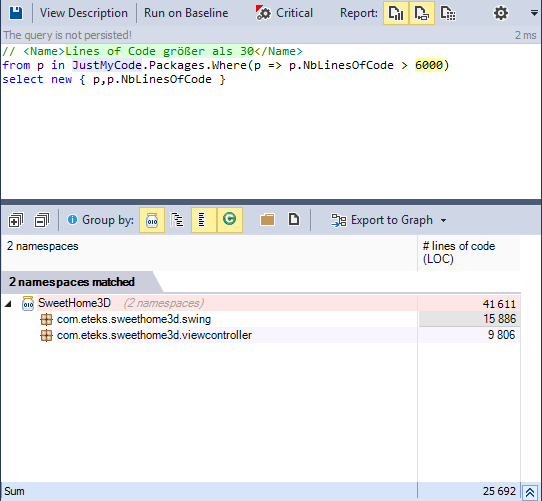 View Description Run on Baseline Critical Report:
The query is not persisted! 2 ms
// <Name>Lines of Code größer als 30</Name>
from p in JustMyCode.Packages.Where(p => p.NbLinesOfCode > 6000)
select new { p,p.NbLinesOfCode }
Group by: Export to Graph
2 namespaces # lines of code
(LOC)
2 namespaces matched
SweetHome3D (2 namespaces) 41 611
com.eteks.sweethome3d.swing 15 886
com.eteks.sweethome3d.viewcontroller 9 806
Sum 25 692